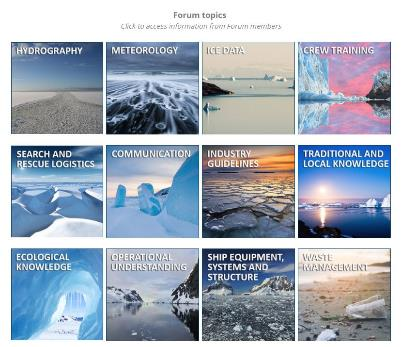 Forum topics
Click to access information from Forum members
HYDROGRAPHY
METEOROLOGY
ICE DATA
CREW TRAINING
SEARCH AND
RESCUE LOGISTICS
COMMUNICATION
INDUSTRY
GUIDELINES
TRADITIONAL AND
LOCAL KNOWLEDGE
ECOLOGICAL
KNOWLEDGE
OPERATIONAL
UNDERSTANDING
SHIP EQUIPMENT,
SYSTEMS AND
STRUCTURE
WASTE
MANAGEMENT